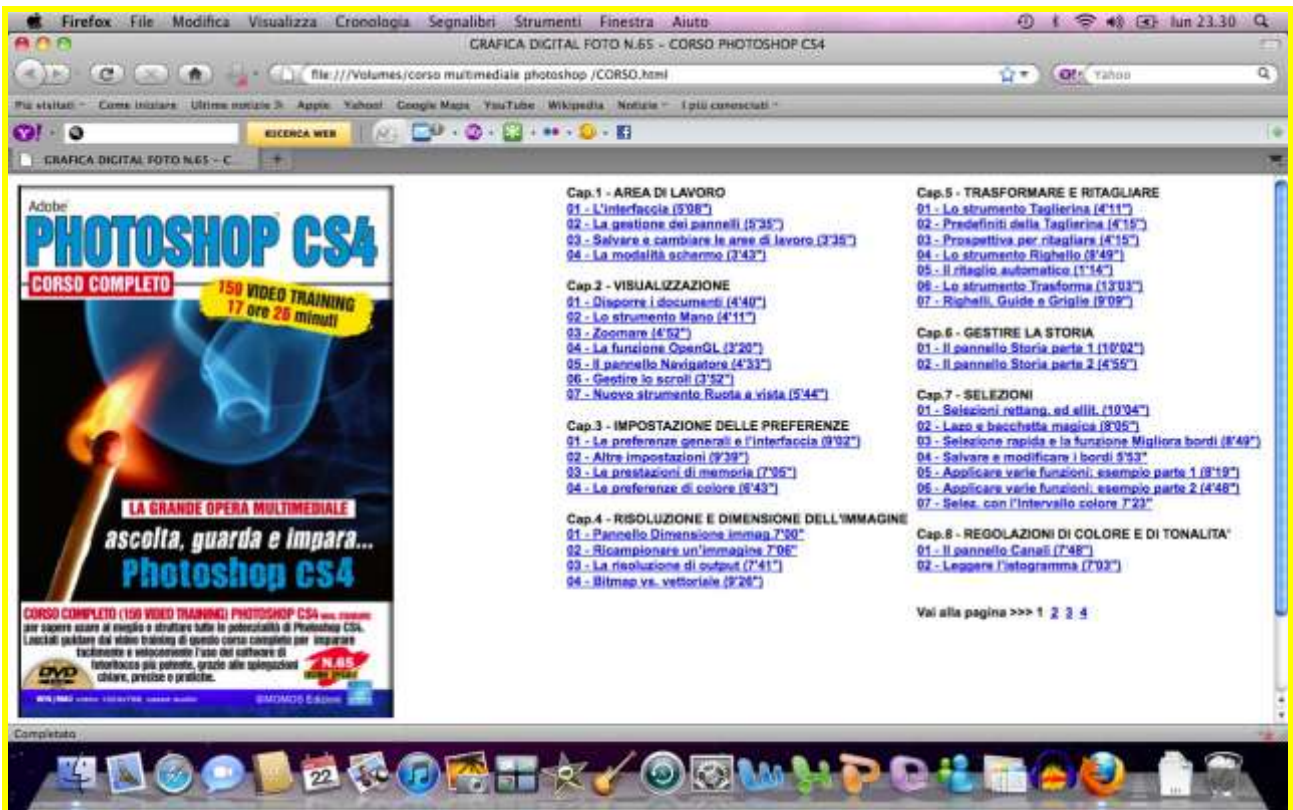 Firefox File Modifica Visualizza Cronologia Segnalibri Strumenti Finestra Aiuto
lun 23.30
GRAFICA DIGITAL FOTO N.65 – CORSO PHOTOSHOP CS4
file:///Volumes/corso multimediale photoshop /CORSO.html
Yahoo
Più visitati Come iniziare Ultime notizie Apple Yahoo! Google Maps YouTube Wikipedia Notizie I più conosciuti
RICERCA WEB
GRAFICA DIGITAL FOTO N.65 – C...
Adobe
PHOTOSHOP CS4
CORSO COMPLETO
150 VIDEO TRAINING
17 ore 26 minuti
LA GRANDE OPERA MULTIMEDIALE
ascolta, guarda e impara...
Photoshop CS4
CORSO COMPLETO (150 VIDEO TRAINING) PHOTOSHOP CS4
per sapere usare al meglio e sfruttare tutte le potenzialità di Photoshop CS4.
Lasciati guidare dai video training di questo corso completo per imparare
facilmente e velocemente l'uso del software di
fotoritocco più potente, grazie alle spiegazioni
chiare, precise e pratiche.
DVD
N.65
©MOMOS Edizioni
Cap.1 - AREA DI LAVORO
01 - L'interfaccia (5'08")
02 - La gestione dei pannelli (5'35")
03 - Salvare e cambiare le aree di lavoro (3'35")
04 - La modalità schermo (3'43")
Cap.2 - VISUALIZZAZIONE
01 - Disporre i documenti (4'40")
02 - Lo strumento Mano (4'11")
03 - Zoomare (4'52")
04 - La funzione OpenGL (3'20")
05 - Il pannello Navigatore (4'33")
06 - Gestire lo scroll (3'52")
07 - Nuovo strumento Ruota a vista (5'44")
Cap.3 - IMPOSTAZIONE DELLE PREFERENZE
01 - Le preferenze generali e l'interfaccia (9'02")
02 - Altre impostazioni (9'39")
03 - Le prestazioni di memoria (7'05")
04 - Le preferenze di colore (6'43")
Cap.4 - RISOLUZIONE E DIMENSIONE DELL'IMMAGINE
01 - Pannello Dimensione immag.7'00"
02 - Ricampionare un'immagine 7'06"
03 - La risoluzione di output (7'41")
04 - Bitmap vs. vettoriale (9'26")
Cap.5 - TRASFORMARE E RITAGLIARE
01 - Lo strumento Taglierina (4'11")
02 - Predefiniti della Taglierina (4'15")
03 - Prospettiva per ritagliare (4'15")
04 - Lo strumento Righello (8'49")
05 - Il ritaglio automatico (1'14")
06 - Lo strumento Trasforma (13'03")
07 - Righelli, Guide e Griglie (9'09")
Cap.6 - GESTIRE LA STORIA
01 - Il pannello Storia parte 1 (10'02")
02 - Il pannello Storia parte 2 (4'55")
Cap.7 - SELEZIONI
01 - Selezioni rettang. ed ellit. (10'04")
02 - Lazo e bacchetta magica (8'05")
03 - Selezione rapida e la funzione Migliora bordi (8'49")
04 - Salvare e modificare i bordi 5'53"
05 - Applicare varie funzioni: esempio parte 1 (8'19")
06 - Applicare varie funzioni: esempio parte 2 (4'48")
07 - Selez. con l'Intervallo colore 7'23"
Cap.8 - REGOLAZIONI DI COLORE E DI TONALITA'
01 - Il pannello Canali (7'48")
02 - Leggere l'istogramma (7'03")
Vai alla pagina >>> 1 2 3 4
Completato
22